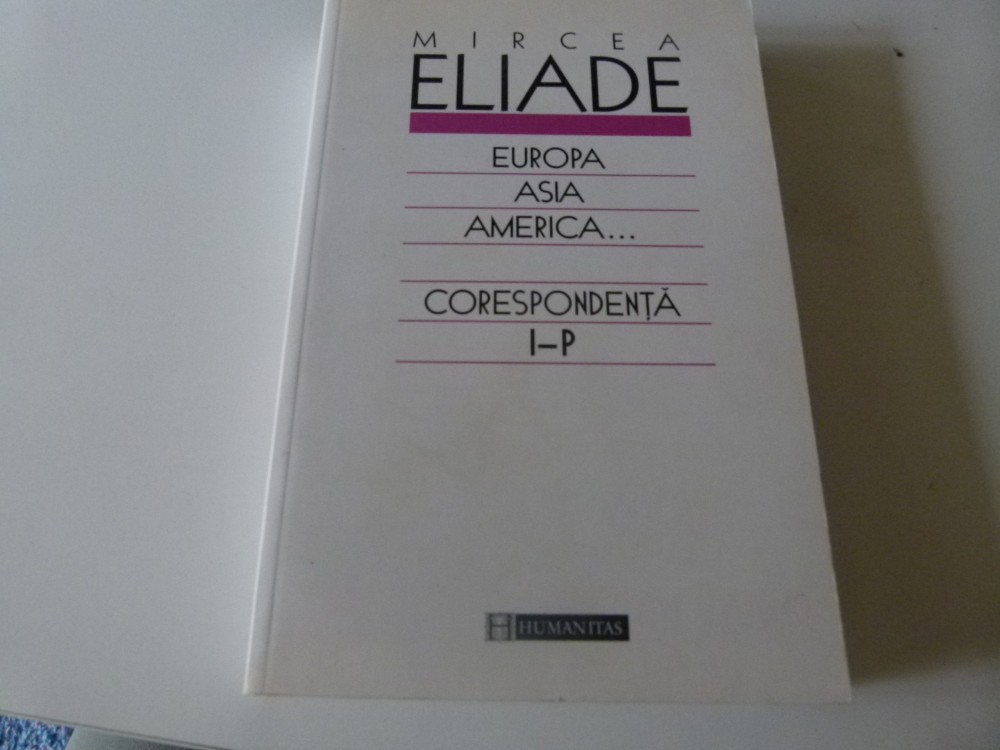 MIRCEA
ELIADE
EUROPA
ASIA
AMERICA...
CORESPONDENȚĂ
I–P
HUMANITAS